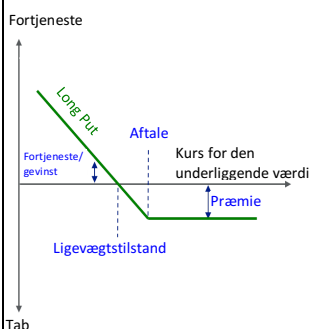 Fortjeneste
Long Put
Aftale
Fortjeneste/
gevinst
Kurs for den
underliggende værdi
Præmie
Ligevægtstilstand
Tab